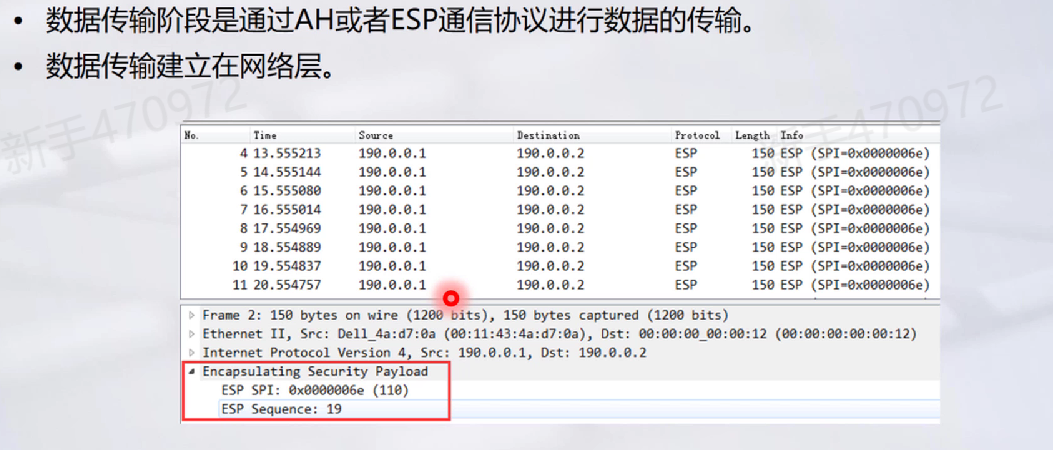 • 数据传输阶段是通过AH或者ESP通信协议进行数据的传输。
• 数据传输建立在网络层。
新手470972
新手470972
No. Time Source Destination Protocol Length Info
4 13.555213 190.0.0.1 190.0.0.2 ESP 150 ESP (SPI=0x0000006e)
5 14.555144 190.0.0.1 190.0.0.2 ESP 150 ESP (SPI=0x0000006e)
6 15.555080 190.0.0.1 190.0.0.2 ESP 150 ESP (SPI=0x0000006e)
7 16.555014 190.0.0.1 190.0.0.2 ESP 150 ESP (SPI=0x0000006e)
8 17.554969 190.0.0.1 190.0.0.2 ESP 150 ESP (SPI=0x0000006e)
9 18.554889 190.0.0.1 190.0.0.2 ESP 150 ESP (SPI=0x0000006e)
10 19.554837 190.0.0.1 190.0.0.2 ESP 150 ESP (SPI=0x0000006e)
11 20.554757 190.0.0.1 190.0.0.2 ESP 150 ESP (SPI=0x0000006e)
Frame 2: 150 bytes on wire (1200 bits), 150 bytes captured (1200 bits)
Ethernet II, Src: Dell_4a:d7:0a (00:11:43:4a:d7:0a), Dst: 00:00:00_00:00:12 (00:00:00:00:00:12)
Internet Protocol Version 4, Src: 190.0.0.1, Dst: 190.0.0.2
Encapsulating Security Payload
ESP SPI: 0x0000006e (110)
ESP Sequence: 19